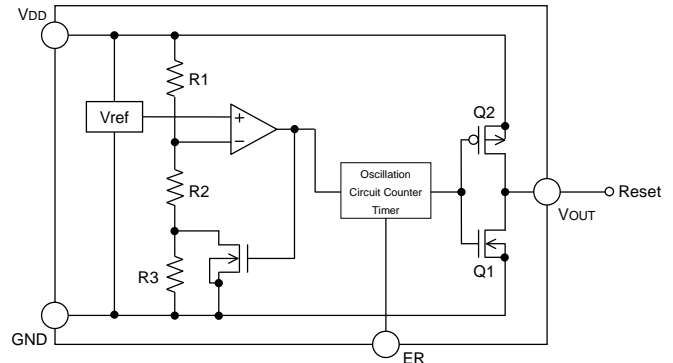 VDD
R1
Q2
Vref
+
−
Oscillation
Circuit Counter
Timer
Reset
R2
VOUT
R3
Q1
GND
ER